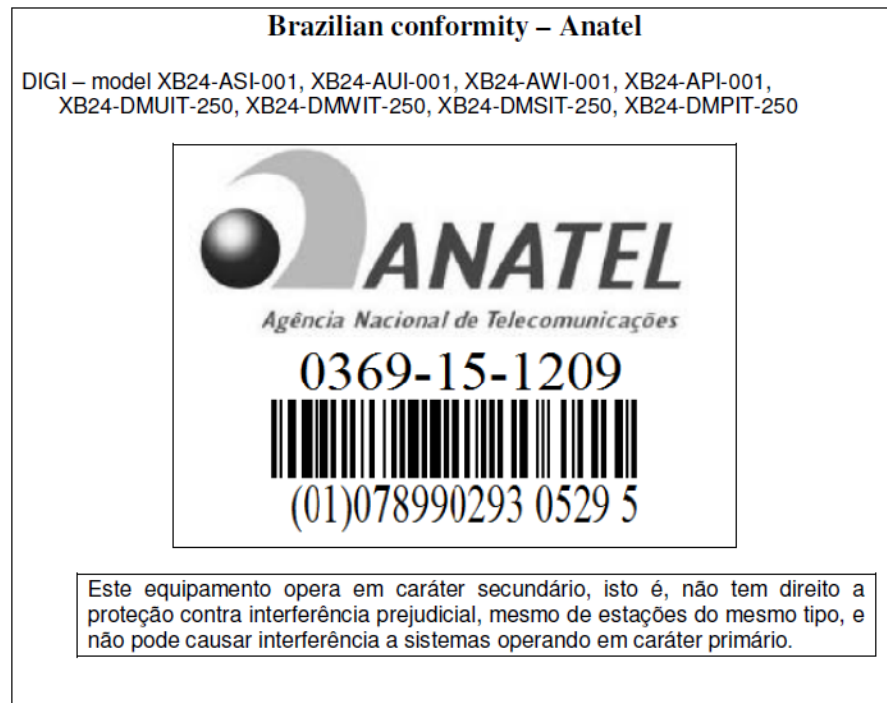 Brazilian conformity – Anatel
DIGI – model XB24-ASI-001, XB24-AUI-001, XB24-AWI-001, XB24-API-001,
XB24-DMUIT-250, XB24-DMWIT-250, XB24-DMSIT-250, XB24-DMPIT-250
ANATEL
Agência Nacional de Telecomunicações
0369-15-1209
(01)078990293 0529 5
Este equipamento opera em caráter secundário, isto é, não tem direito a
proteção contra interferência prejudicial, mesmo de estações do mesmo tipo, e
não pode causar interferência a sistemas operando em caráter primário.